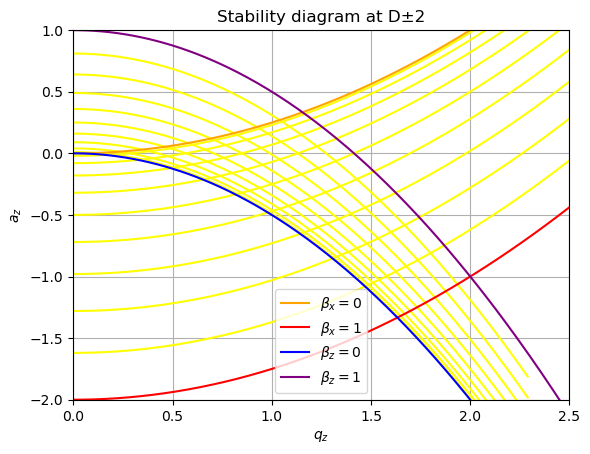 Stability diagram at D±2
1.0
0.5
0.0
−0.5
−1.0
−1.5
−2.0
a_z
β_x = 0
β_x = 1
β_z = 0
β_z = 1
0.0 0.5 1.0 1.5 2.0 2.5
q_z